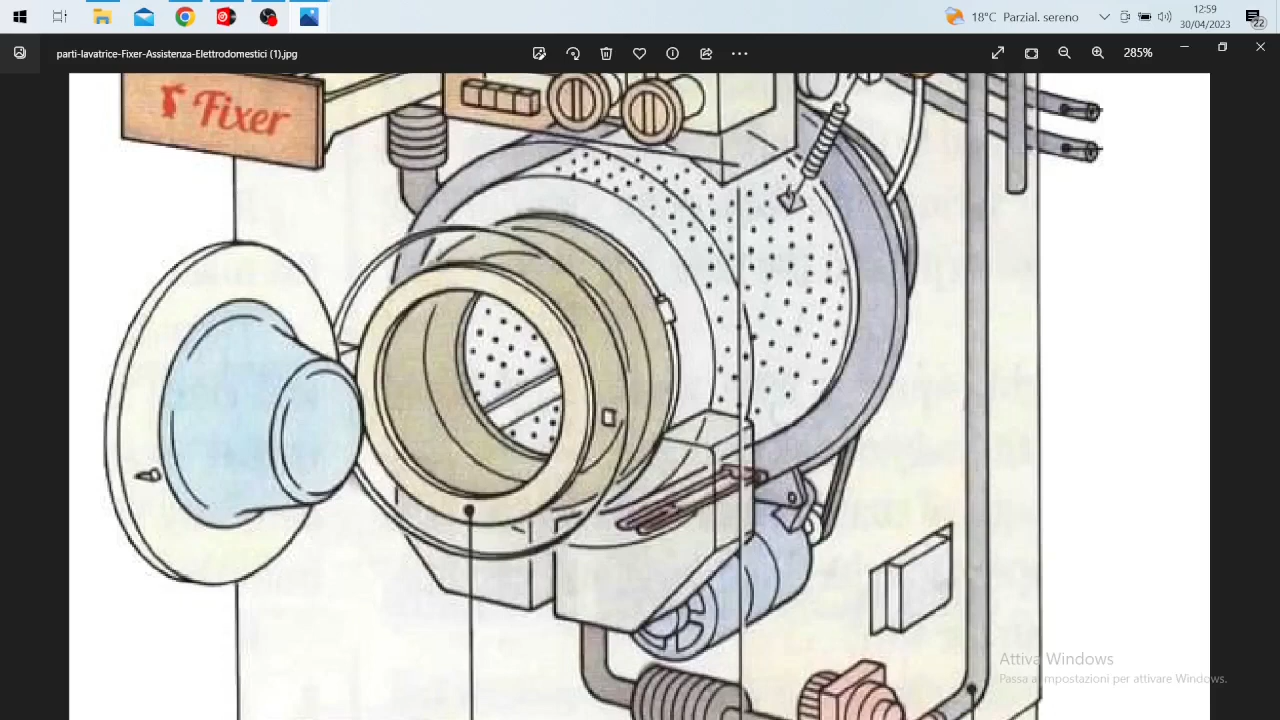 12:59
18°C Parzial. sereno
30/04/2023
22
parti-lavatrice-Fixer-Assistenza-Elettrodomestici (1).jpg
285%
Fixer
Attiva Windows
Passa a impostazioni per attivare Windows.